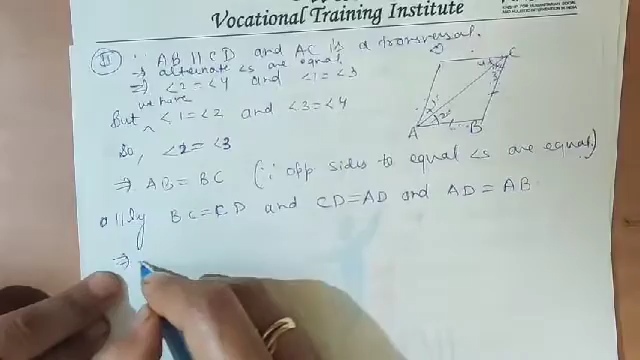 Vocational Training Institute
II ∵ AB || CD and AC is a transversal.
⇒ alternate ∠s are equal
⇒ ∠2 = ∠4 and ∠1 = ∠3
we have
But ^ ∠1 = ∠2 and ∠3 = ∠4
So, ∠2 = ∠3
⇒ AB = BC (∵ opp sides to equal ∠s are equal.)
|||ly BC = CD and CD = AD and AD = AB.
⇒
D C
A B